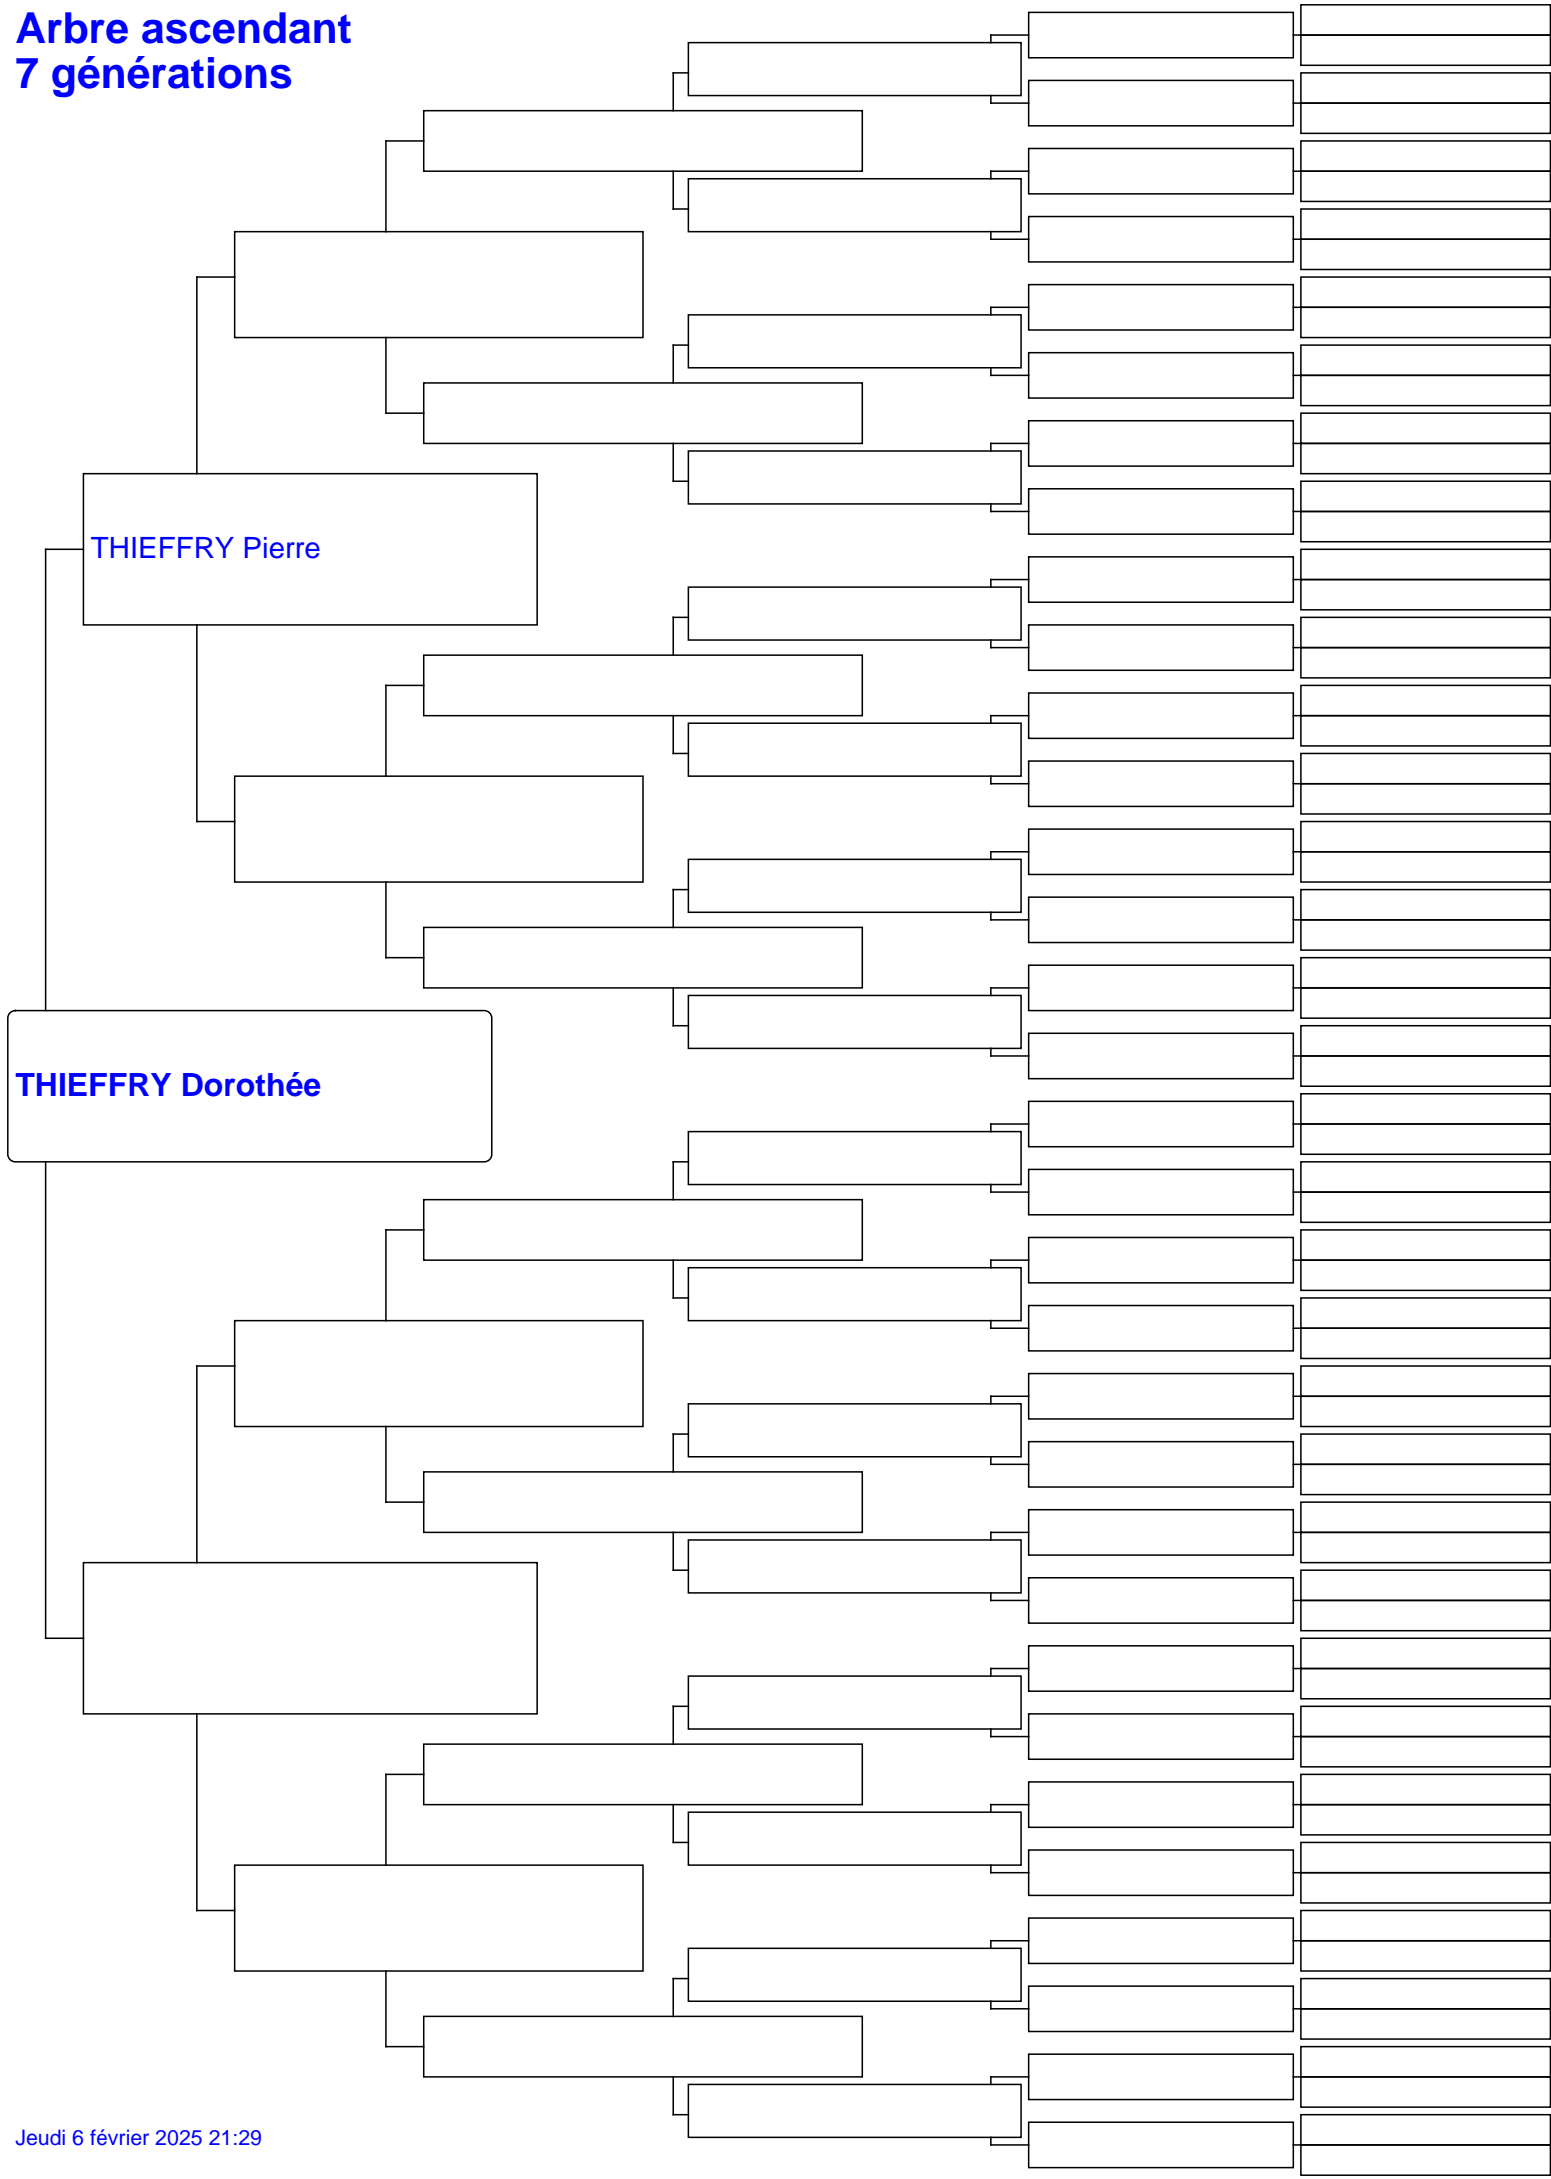 Arbre ascendant
7 générations
THIEFFRY Pierre
THIEFFRY Dorothée
Jeudi 6 février 2025 21:29